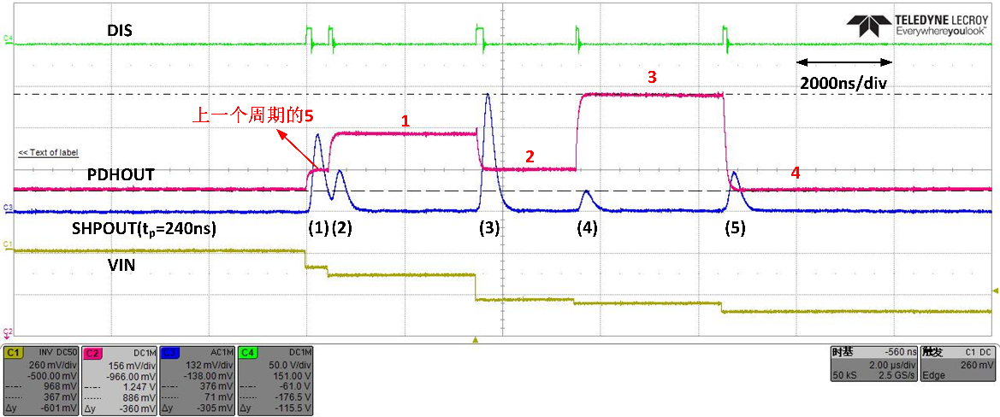 DIS
TELEDYNE LECROY
Everywhereyoulook™
C4
2000ns/div
3
上一个周期的5
1
2
<< Text of label
PDHOUT
4
C3
SHPOUT(tp=240ns)
(1) (2) (3) (4) (5)
C1
VIN
C2
C1 INV DC50
260 mV/div
-500.00 mV
968 mV
367 mV
Δy -601 mV
C2 DC1M
156 mV/div
-966.00 mV
1.247 V
886 mV
Δy -360 mV
AC1M
132 mV/div
-138.00 mV
376 mV
71 mV
Δy -305 mV
C4 DC1M
50.0 V/div
151.00 V
-61.0 V
-176.5 V
Δy -115.5 V
时基 -560 ns
2.00 µs/div
50 kS 2.5 GS/s
触发 C1 DC
260 mV
Edge